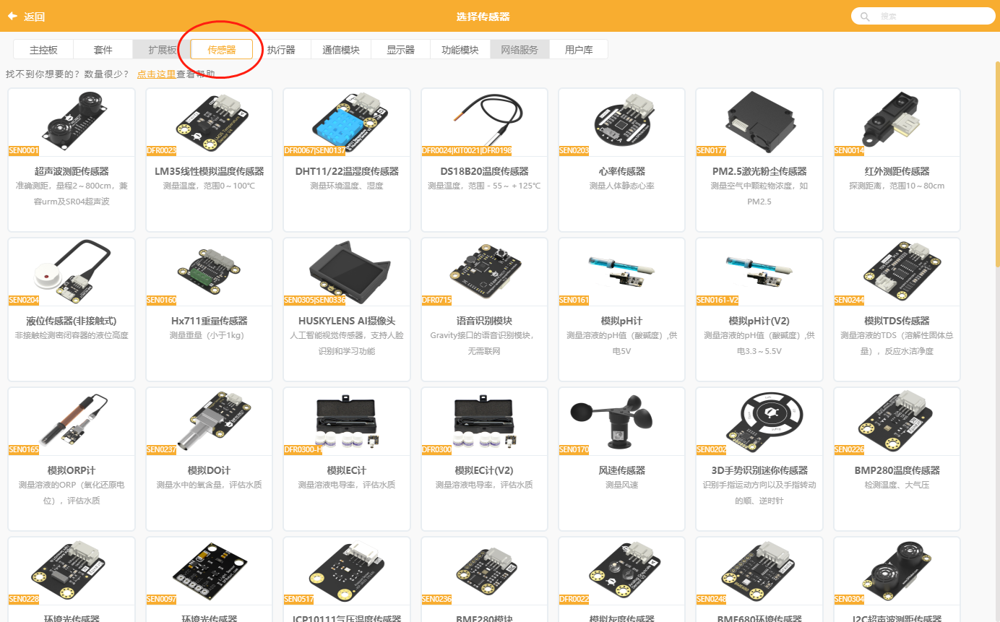 返回
选择传感器
搜索
主控板 套件 扩展板 传感器 执行器 通信模块 显示器 功能模块 网络服务 用户库
找不到你想要的？数量很少？ 点击这里查看帮助
SEN0001
超声波测距传感器
准确测距，量程2～800cm，兼
容urm及SR04超声波
DFR0023
LM35线性模拟温度传感器
测量温度，范围0～100℃
DFR0067|SEN0137
DHT11/22温湿度传感器
测量环境温度、湿度
DFR0024|KIT0021|DFR0198
DS18B20温度传感器
测量温度，范围－55～＋125℃
SEN0203
心率传感器
测量人体静态心率
SEN0177
PM2.5激光粉尘传感器
测量空气中颗粒物浓度，如
PM2.5
SEN0014
红外测距传感器
探测距离，范围10～80cm
SEN0204
液位传感器(非接触式)
非接触检测密闭容器的液位高度
SEN0160
Hx711重量传感器
测量重量（小于1kg）
SEN0305|SEN0336
HUSKYLENS AI摄像头
人工智能视觉传感器，支持人脸
识别和学习功能
DFR0715
语音识别模块
Gravity接口的语音识别模块，
无需联网
SEN0161
模拟pH计
测量溶液的pH值（酸碱度）,供
电5V
SEN0161-V2
模拟pH计(V2)
测量溶液的pH值（酸碱度）,供
电3.3～5.5V
SEN0244
模拟TDS传感器
测量溶液的TDS（溶解性固体总
量），反应水洁净度
SEN0165
模拟ORP计
测量溶液的ORP（氧化还原电
位），评估水质
SEN0237
模拟DO计
测量水中的氧含量，评估水质
DFR0300-H
模拟EC计
测量溶液电导率，评估水质
DFR0300
模拟EC计(V2)
测量溶液电导率，评估水质
SEN0170
风速传感器
测量风速
SEN0202
3D手势识别迷你传感器
识别手指运动方向以及手指转动
的顺、逆时针
SEN0226
BMP280温度传感器
检测温度、大气压
SEN0228
环境光传感器
SEN0097
环境光传感器
SEN0517
ICP10111气压温度传感器
SEN0236
BME280模块
DFR0022
模拟灰度传感器
SEN0248
BME680环境传感器
SEN0304
I2C超声波测距传感器